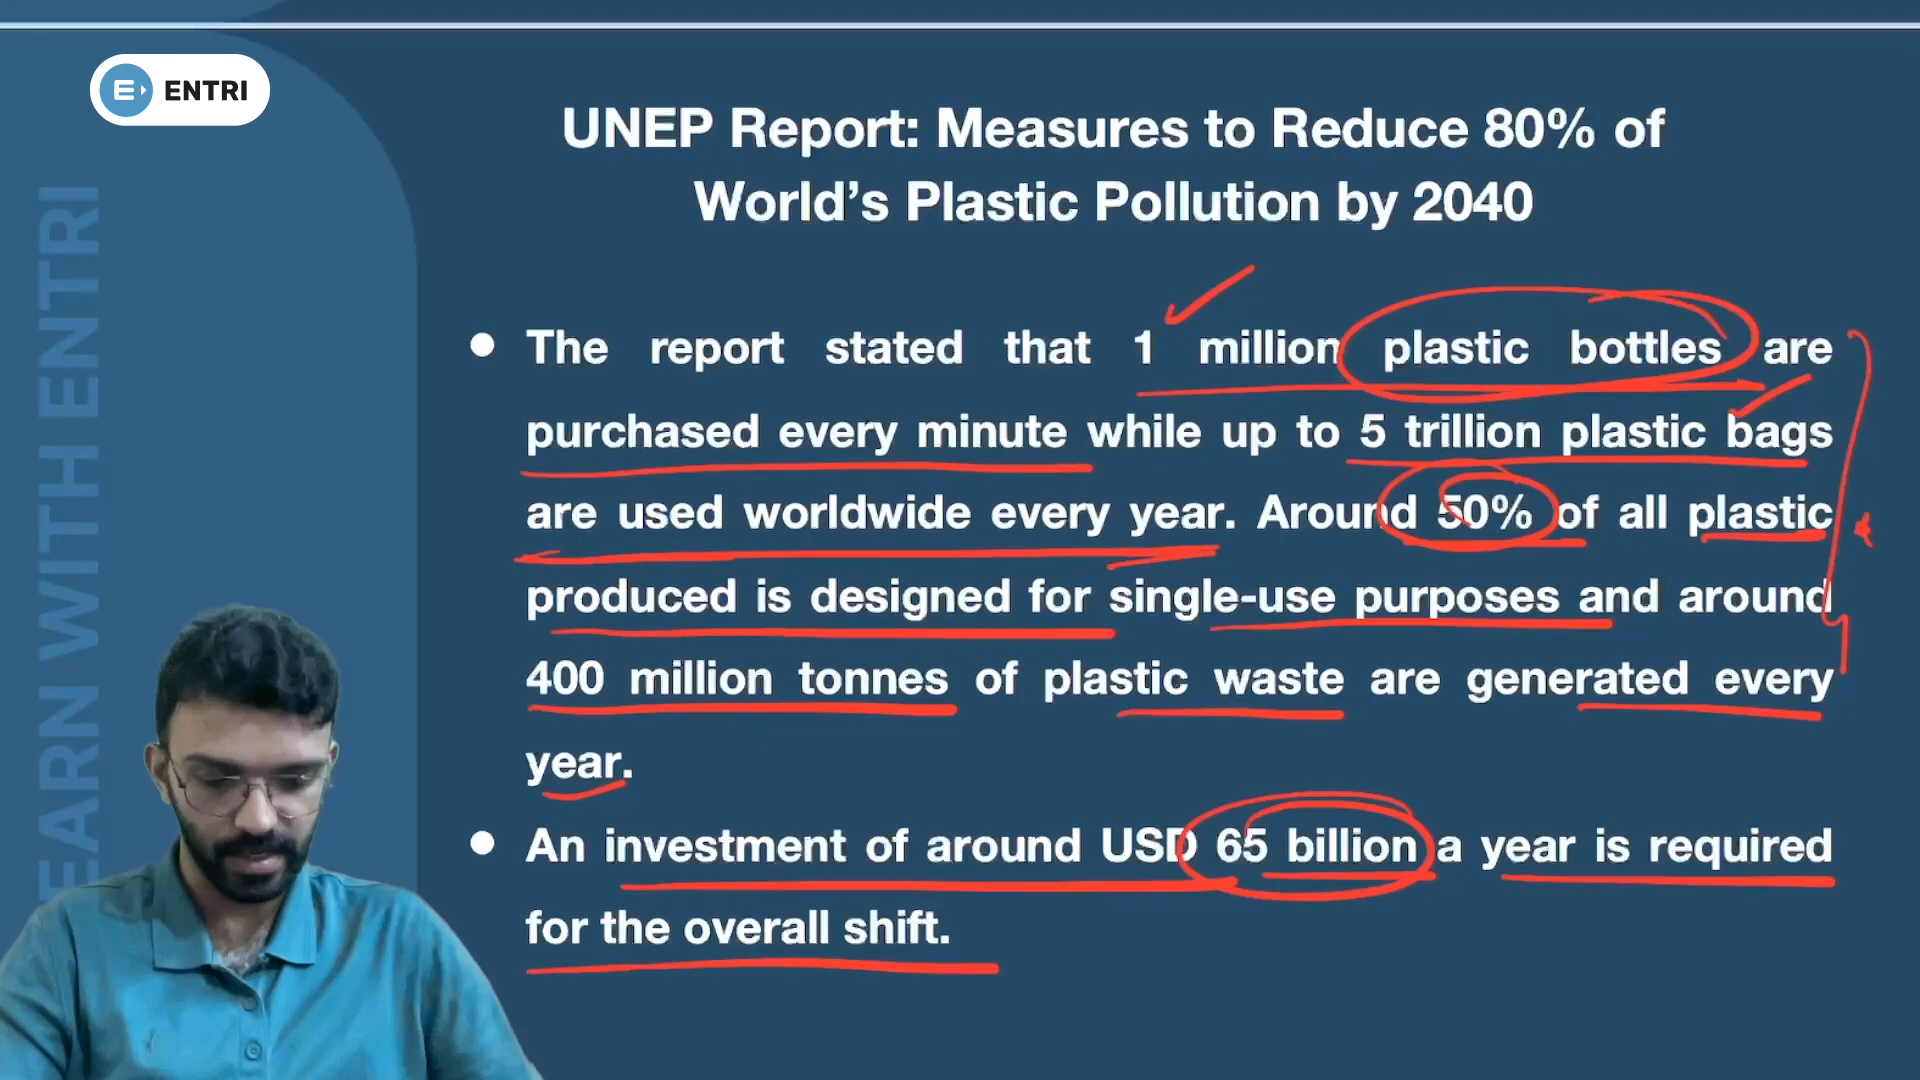 ENTRI
UNEP Report: Measures to Reduce 80% of
World's Plastic Pollution by 2040
The report stated that 1 million plastic bottles are
purchased every minute while up to 5 trillion plastic bags
are used worldwide every year. Around 50% of all plastic
produced is designed for single-use purposes and around
400 million tonnes of plastic waste are generated every
year.
An investment of around USD 65 billion a year is required
for the overall shift.
EARN WITH ENTRI